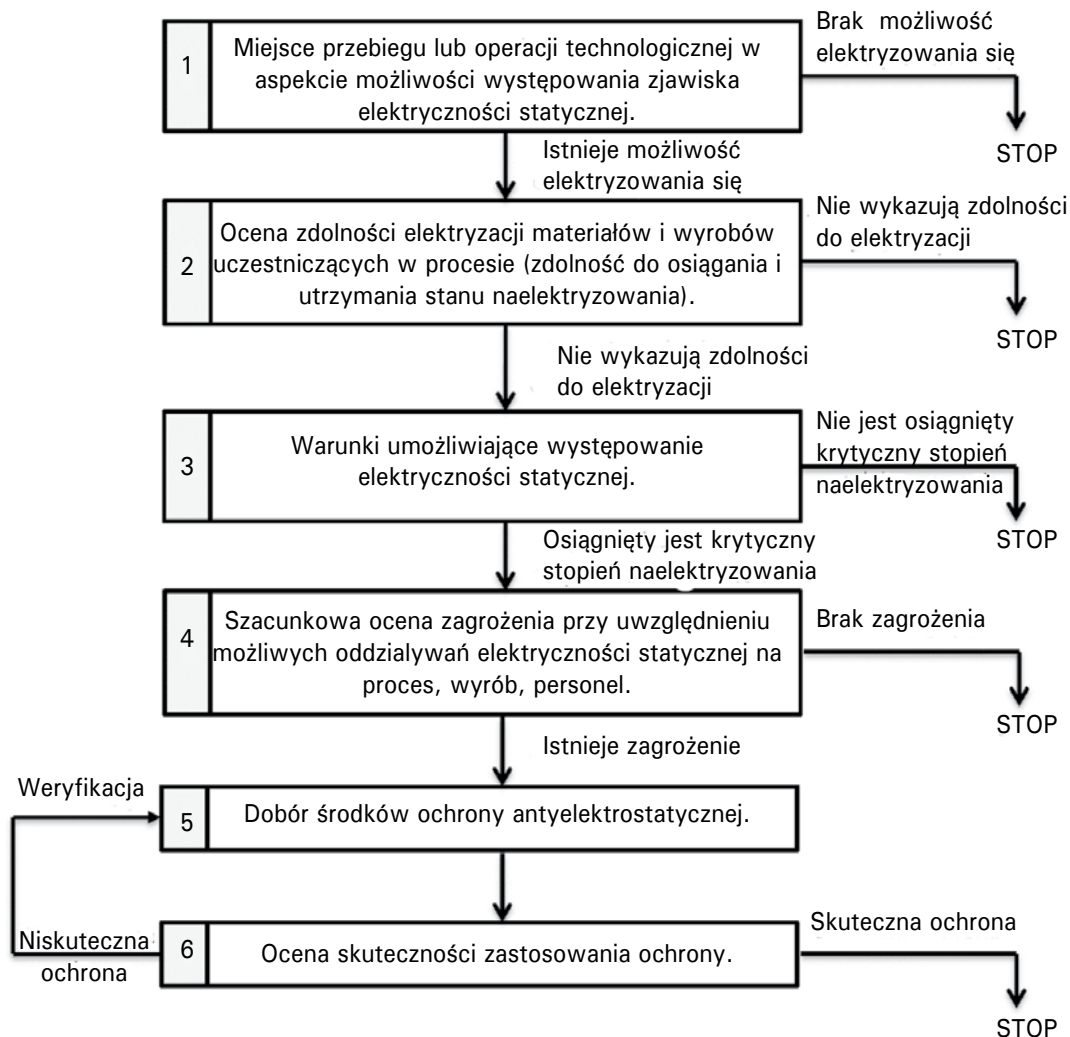 Brak możliwość
elektryzowania się
1
Miejsce przebiegu lub operacji technologicznej w
aspekcie możliwości występowania zjawiska
elektryczności statycznej.
STOP
Istnieje możliwość
elektryzowania się
Nie wykazują zdolności
do elektryzacji
2
Ocena zdolności elektryzacji materiałów i wyrobów
uczestniczących w procesie (zdolność do osiągania i
utrzymania stanu naelektryzowania).
STOP
Nie wykazują zdolności
do elektryzacji
Nie jest osiągnięty
krytyczny stopień
naelektryzowania
3
Warunki umożliwiające występowanie
elektryczności statycznej.
STOP
Osiągnięty jest krytyczny
stopień naelektryzowania
4
Szacunkowa ocena zagrożenia przy uwzględnieniu
możliwych oddzialywań elektryczności statycznej na
proces, wyrób, personel.
Brak zagrożenia
STOP
Istnieje zagrożenie
Weryfikacja
5
Dobór środków ochrony antyelektrostatycznej.
Niskuteczna
ochrona
6
Ocena skuteczności zastosowania ochrony.
Skuteczna ochrona
STOP